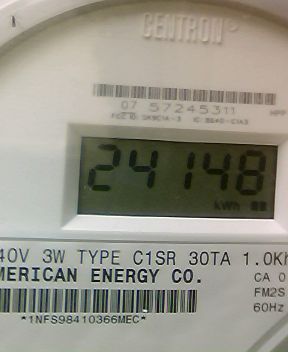 CENTRON®
07 57245311
24148
kWh
40V 3W TYPE C1SR 30TA 1.0Kh
MERICAN ENERGY CO.
CA 0
FM2S
60Hz
*1NFS98410366MEC*